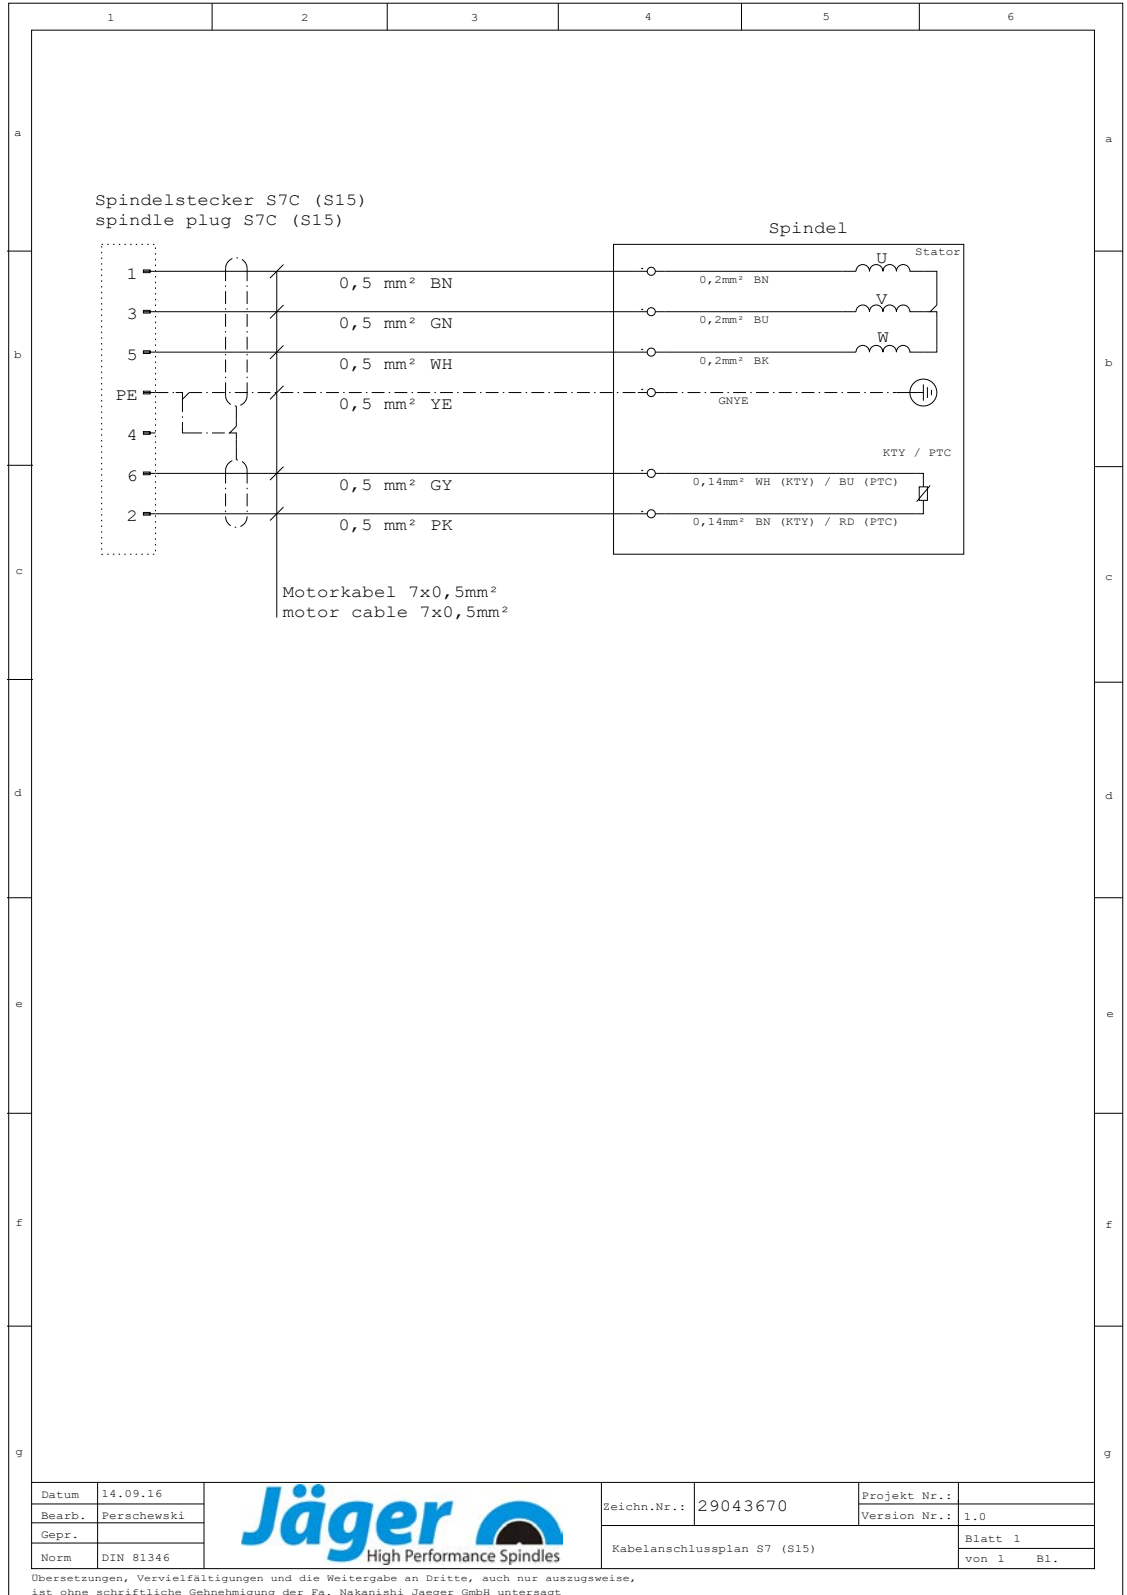 1 2 3 4 5 6
a a
Spindelstecker S7C (S15)
spindle plug S7C (S15)
Spindel
Stator
1 0,5 mm² BN 0,2mm² BN U
3 0,5 mm² GN 0,2mm² BU V
b b
5 0,5 mm² WH 0,2mm² BK W
PE 0,5 mm² YE GNYE
4
KTY / PTC
6 0,5 mm² GY 0,14mm² WH (KTY) / BU (PTC)
2 0,5 mm² PK 0,14mm² BN (KTY) / RD (PTC)
c c
Motorkabel 7x0,5mm²
motor cable 7x0,5mm²
d d
e e
f f
g g
Datum 14.09.16
Bearb. Perschewski
Gepr.
Norm DIN 81346
Jäger
High Performance Spindles
Zeichn.Nr.: 29043670
Kabelanschlussplan S7 (S15)
Projekt Nr.:
Version Nr.: 1.0
Blatt 1
von 1 Bl.
Übersetzungen, Vervielfältigungen und die Weitergabe an Dritte, auch nur auszugsweise,
ist ohne schriftliche Gehnehmigung der Fa. Nakanishi Jaeger GmbH untersagt